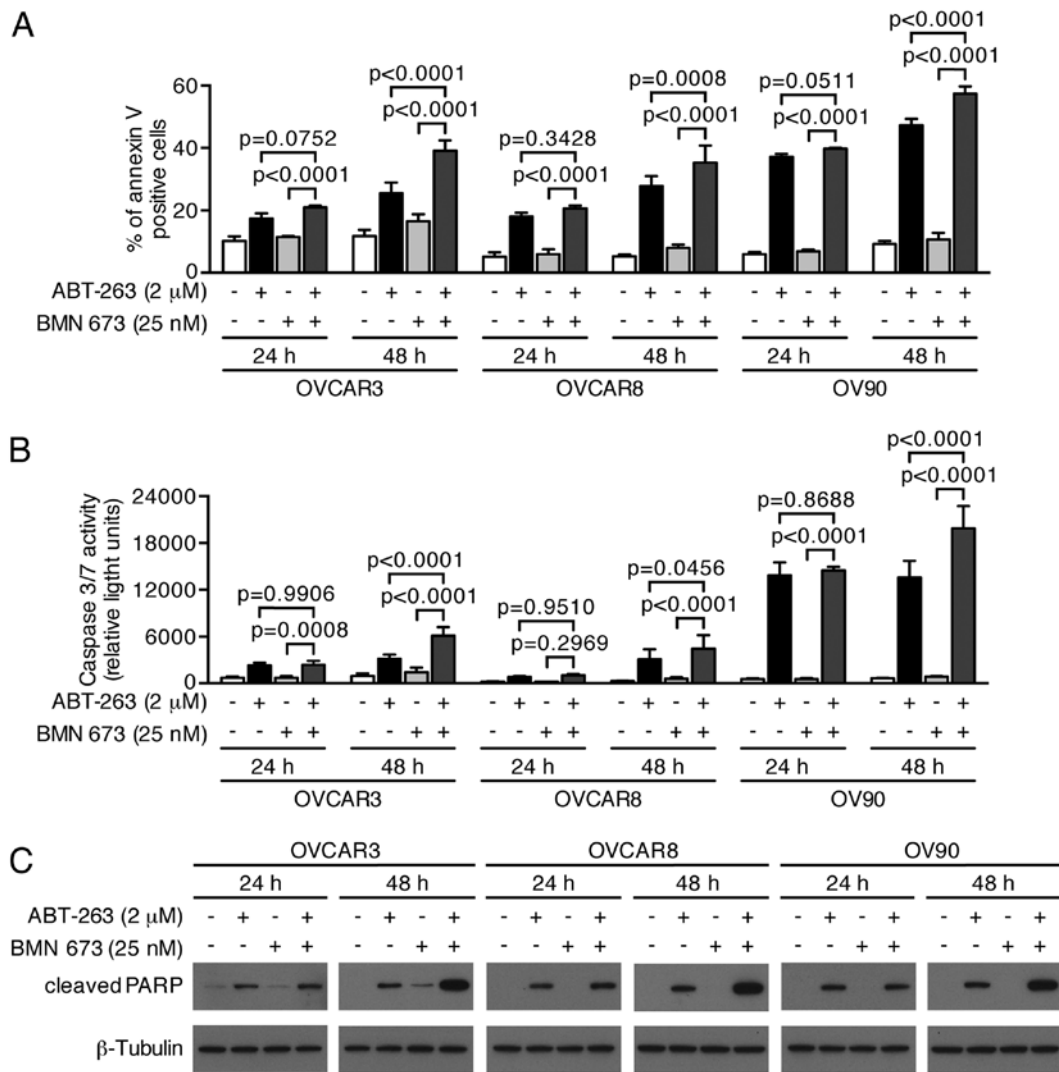 A
% of annexin V
positive cells
60
40
20
0
p=0.0752
p<0.0001
p<0.0001
p<0.0001
p=0.3428
p<0.0001
p=0.0008
p<0.0001
p=0.0511
p<0.0001
p<0.0001
p<0.0001
ABT-263 (2 μM) - + - + - + - + - + - + - + - + - + - + - + - +
BMN 673 (25 nM) - - + + - - + + - - + + - - + + - - + + - - + +
24 h 48 h 24 h 48 h 24 h 48 h
OVCAR3 OVCAR8 OV90
B
Caspase 3/7 activity
(relative ligtht units)
24000
18000
12000
6000
0
p=0.9906
p=0.0008
p<0.0001
p<0.0001
p=0.9510
p=0.2969
p=0.0456
p<0.0001
p=0.8688
p<0.0001
p<0.0001
p<0.0001
ABT-263 (2 μM) - + - + - + - + - + - + - + - + - + - + - + - +
BMN 673 (25 nM) - - + + - - + + - - + + - - + + - - + + - - + +
24 h 48 h 24 h 48 h 24 h 48 h
OVCAR3 OVCAR8 OV90
C
OVCAR3 OVCAR8 OV90
24 h 48 h 24 h 48 h 24 h 48 h
ABT-263 (2 μM) - + - + - + - + - + - + - + - + - + - + - + - +
BMN 673 (25 nM) - - + + - - + + - - + + - - + + - - + + - - + +
cleaved PARP
β-Tubulin